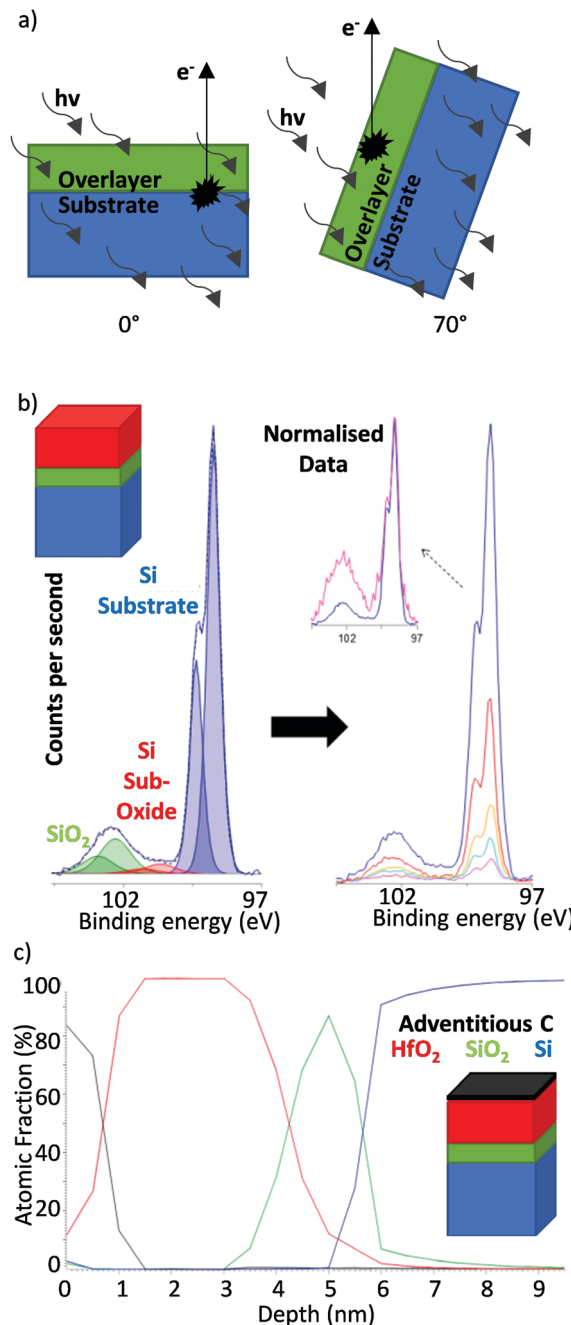 a)
e-
e-
hv
hv
Overlayer
Substrate
Overlayer
Substrate
0°
70°
b)
Normalised
Data
102
97
Counts per second
Si
Substrate
Si
Sub-
Oxide
SiO₂
102
97
102
97
Binding energy (eV)
Binding energy (eV)
c)
100
80
60
40
20
0
Atomic Fraction (%)
Adventitious C
HfO₂ SiO₂ Si
0 1 2 3 4 5 6 7 8 9
Depth (nm)